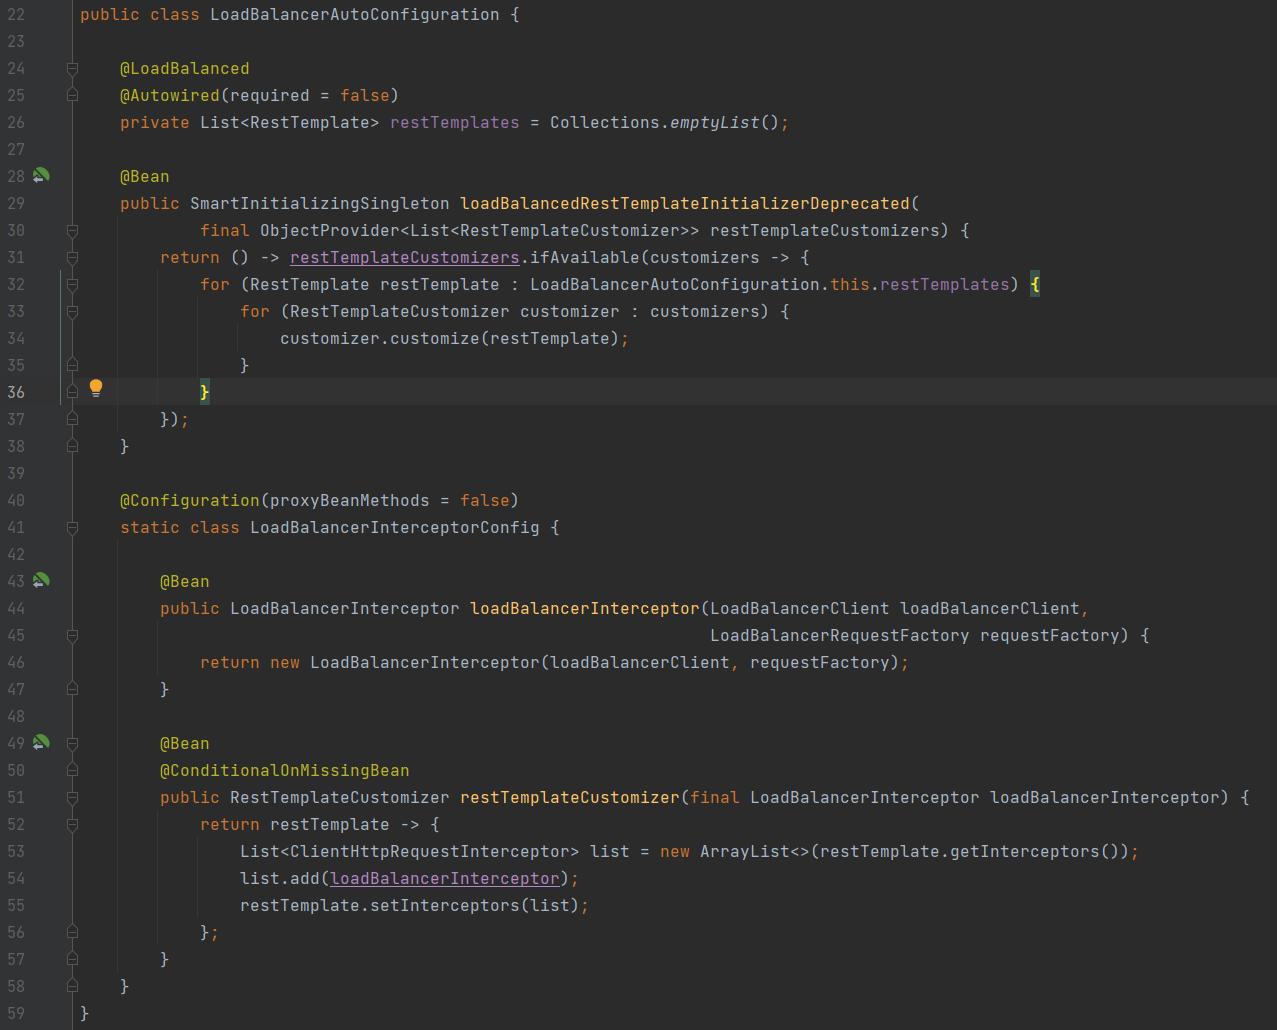 22 public class LoadBalancerAutoConfiguration {
23
24     @LoadBalanced
25     @Autowired(required = false)
26     private List<RestTemplate> restTemplates = Collections.emptyList();
27
28     @Bean
29     public SmartInitializingSingleton loadBalancedRestTemplateInitializerDeprecated(
30             final ObjectProvider<List<RestTemplateCustomizer>> restTemplateCustomizers) {
31         return () -> restTemplateCustomizers.ifAvailable(customizers -> {
32             for (RestTemplate restTemplate : LoadBalancerAutoConfiguration.this.restTemplates) {
33                 for (RestTemplateCustomizer customizer : customizers) {
34                     customizer.customize(restTemplate);
35                 }
36             }
37         });
38     }
39
40     @Configuration(proxyBeanMethods = false)
41     static class LoadBalancerInterceptorConfig {
42
43         @Bean
44         public LoadBalancerInterceptor loadBalancerInterceptor(LoadBalancerClient loadBalancerClient,
45                                                                LoadBalancerRequestFactory requestFactory) {
46             return new LoadBalancerInterceptor(loadBalancerClient, requestFactory);
47         }
48
49         @Bean
50         @ConditionalOnMissingBean
51         public RestTemplateCustomizer restTemplateCustomizer(final LoadBalancerInterceptor loadBalancerInterceptor) {
52             return restTemplate -> {
53                 List<ClientHttpRequestInterceptor> list = new ArrayList<>(restTemplate.getInterceptors());
54                 list.add(loadBalancerInterceptor);
55                 restTemplate.setInterceptors(list);
56             };
57         }
58     }
59 }